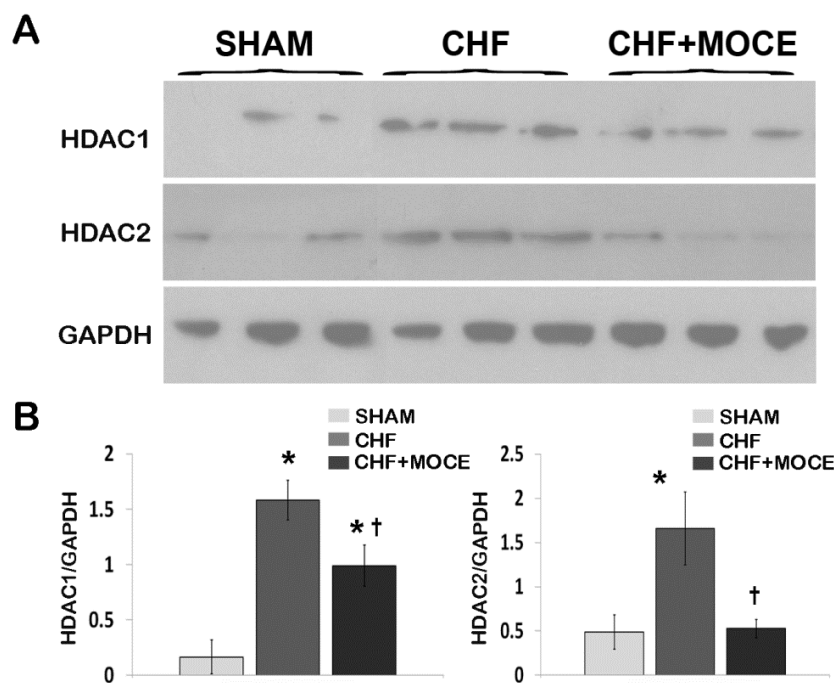 A
SHAM CHF CHF+MOCE
HDAC1
HDAC2
GAPDH
B
SHAM
CHF
CHF+MOCE
HDAC1/GAPDH
2
1.5
1
0.5
0
*
* †
SHAM
CHF
CHF+MOCE
HDAC2/GAPDH
2.5
2
1.5
1
0.5
0
*
†